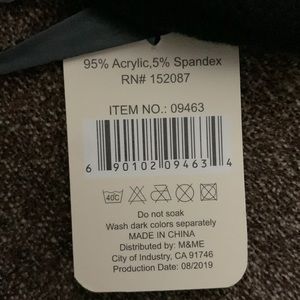 95% Acrylic,5% Spandex
RN# 152087
ITEM NO.: 09463
6 90102 09463 4
40C
Do not soak
Wash dark colors separately
MADE IN CHINA
Distributed by: M&ME
City of Industry, CA 91746
Production Date: 08/2019